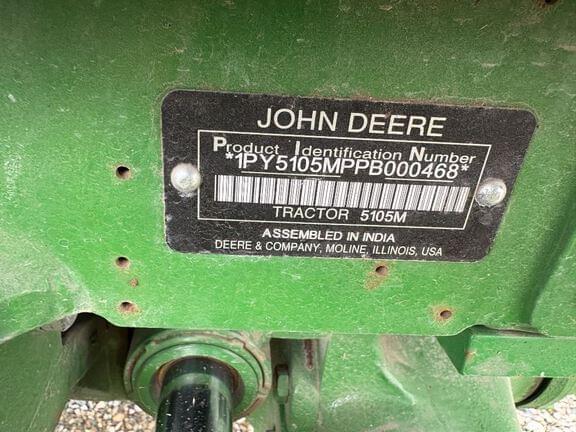 JOHN DEERE
Product Identification Number
*1PY5105MPPB000468*
TRACTOR 5105M
ASSEMBLED IN INDIA
DEERE & COMPANY, MOLINE, ILLINOIS, USA